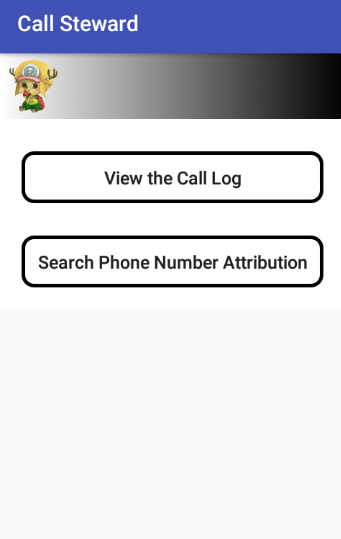 Call Steward
View the Call Log
Search Phone Number Attribution